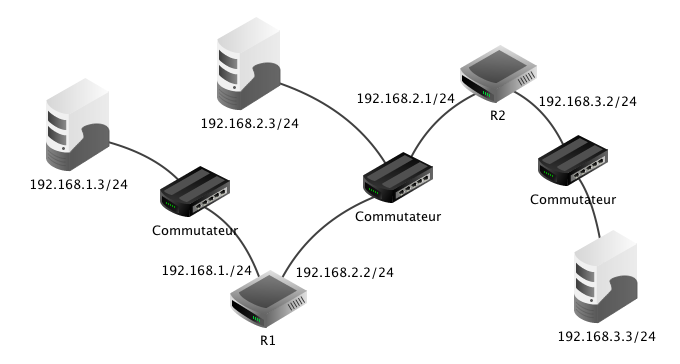 192.168.2.1/24
192.168.3.2/24
R2
192.168.2.3/24
192.168.1.3/24
Commutateur
Commutateur
Commutateur
192.168.1./24
192.168.2.2/24
R1
192.168.3.3/24